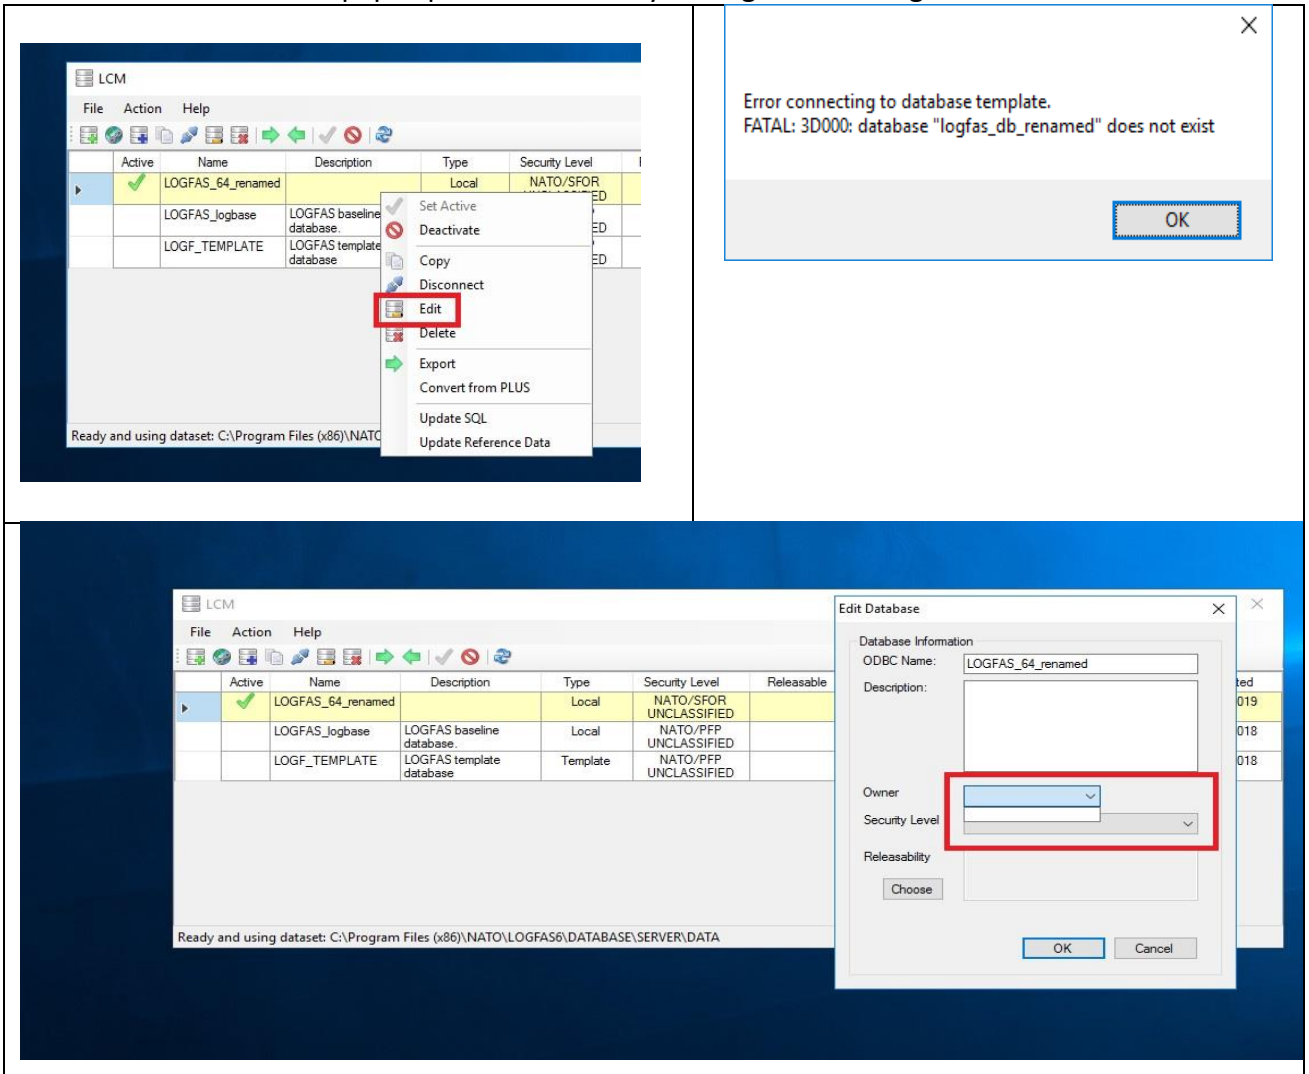 LCM
File Action Help
Active Name Description Type Security Level
LOGFAS_64_renamed Local NATO/SFOR
LOGFAS_logbase LOGFAS baseline
database. ED
LOGF_TEMPLATE LOGFAS template
database ED
Set Active
Deactivate
Copy
Disconnect
Edit
Delete
Export
Convert from PLUS
Update SQL
Update Reference Data
Ready and using dataset: C:\Program Files (x86)\NATO
Error connecting to database template.
FATAL: 3D000: database "logfas_db_renamed" does not exist
OK
LCM
File Action Help
Active Name Description Type Security Level Releasable ted
LOGFAS_64_renamed Local NATO/SFOR 019
UNCLASSIFIED
LOGFAS_logbase LOGFAS baseline Local NATO/PFP 018
database. UNCLASSIFIED
LOGF_TEMPLATE LOGFAS template Template NATO/PFP 018
database UNCLASSIFIED
Ready and using dataset: C:\Program Files (x86)\NATO\LOGFAS6\DATABASE\SERVER\DATA
Edit Database
Database Information
ODBC Name: LOGFAS_64_renamed
Description:
Owner
Security Level
Releasability
Choose
OK Cancel